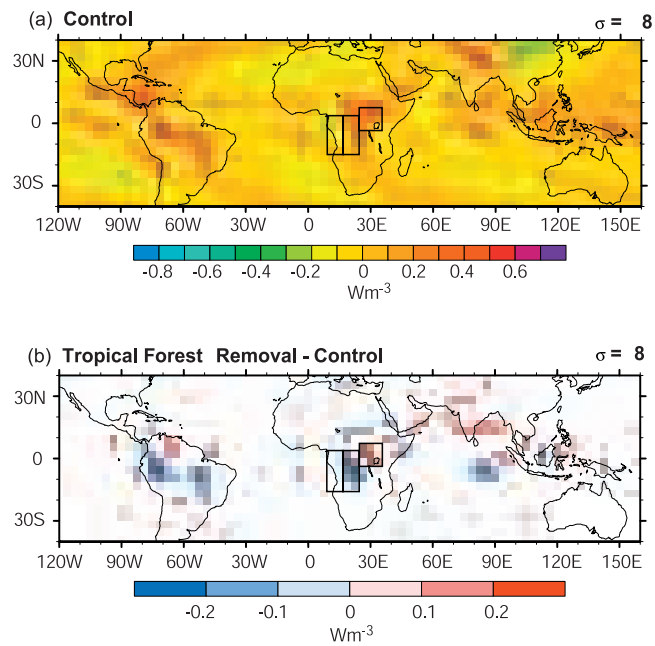 (a) Control σ = 8
30N
0
30S
120W 90W 60W 30W 0 30E 60E 90E 120E 150E
-0.8 -0.6 -0.4 -0.2 0 0.2 0.4 0.6
Wm-3
(b) Tropical Forest Removal - Control σ = 8
30N
0
30S
120W 90W 60W 30W 0 30E 60E 90E 120E 150E
-0.2 -0.1 0 0.1 0.2
Wm-3